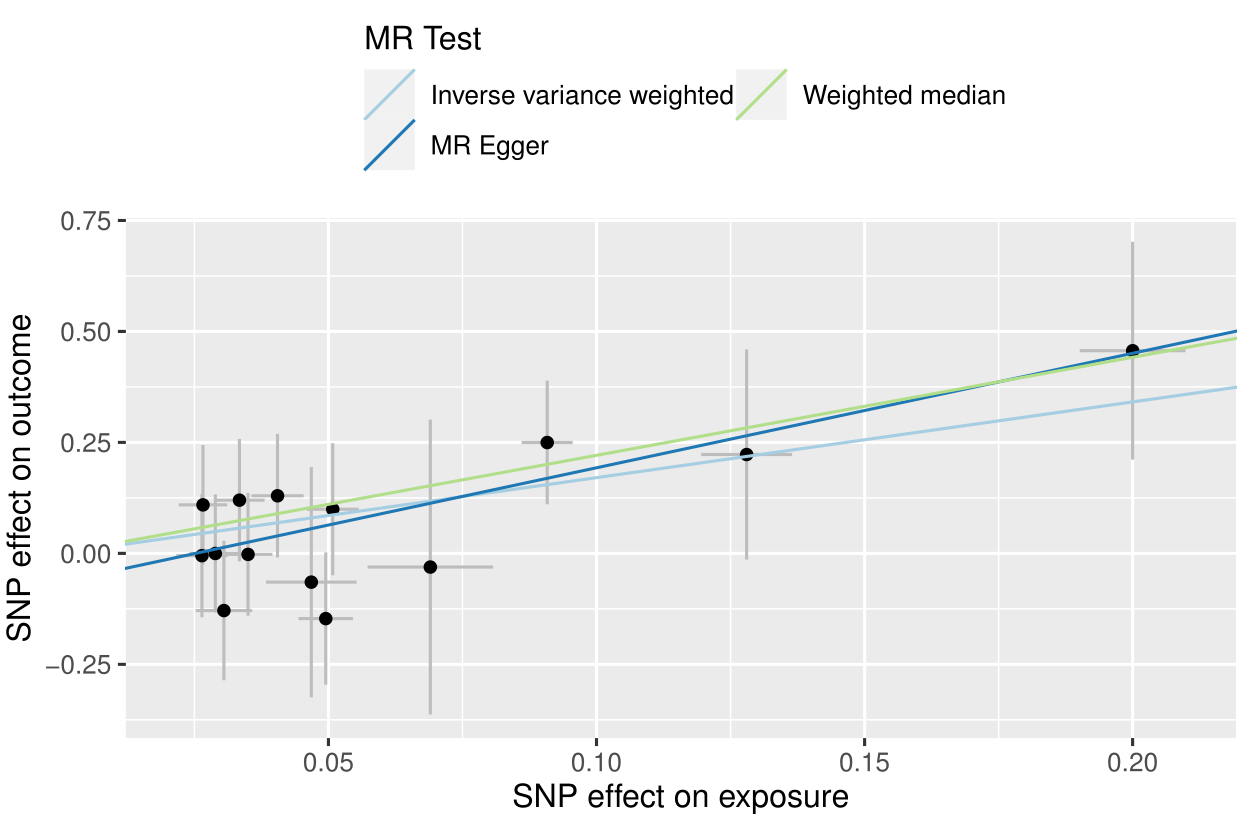 MR Test
Inverse variance weighted
Weighted median
MR Egger
0.75
0.50
0.25
0.00
−0.25
SNP effect on outcome
0.05
0.10
0.15
0.20
SNP effect on exposure